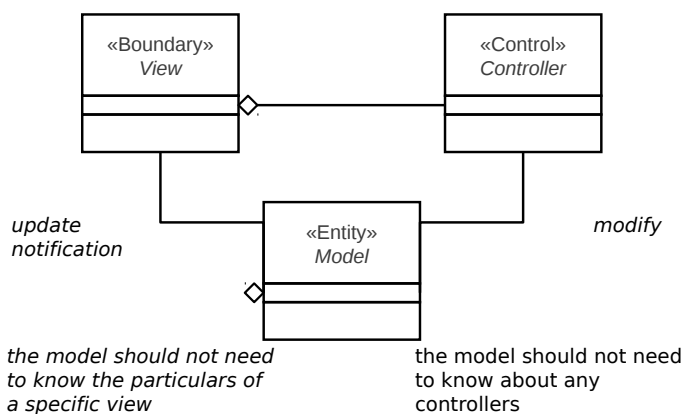 «Boundary»
View
«Control»
Controller
update
notification
«Entity»
Model
modify
the model should not need
to know the particulars of
a specific view
the model should not need
to know about any
controllers